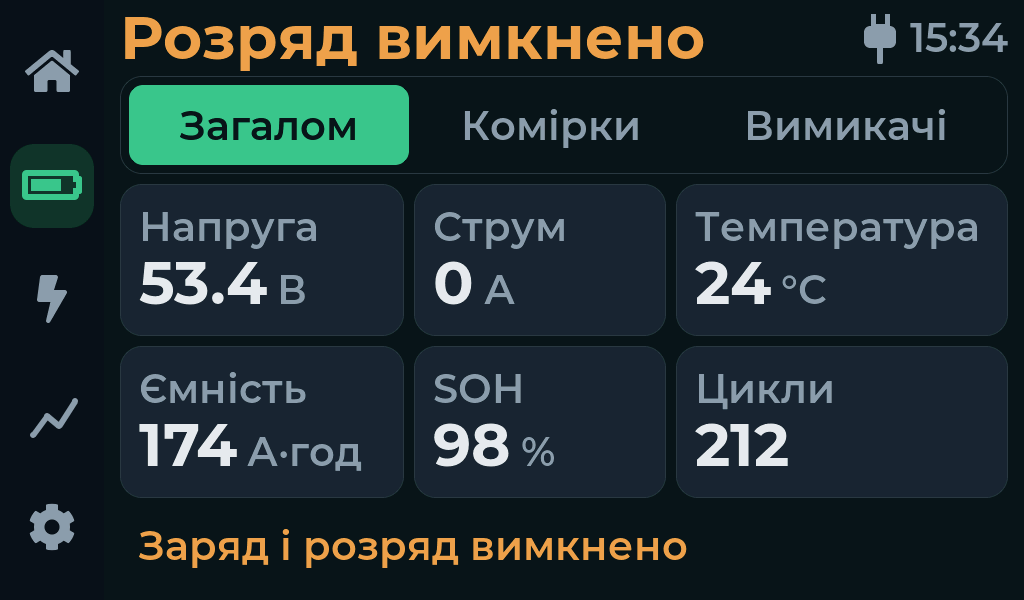 Розряд вимкнено 15:34
Загалом Комірки Вимикачі
Напруга Струм Температура
53.4 В 0 А 24 °C
Ємність SOH Цикли
174 А·год 98 % 212
Заряд і розряд вимкнено